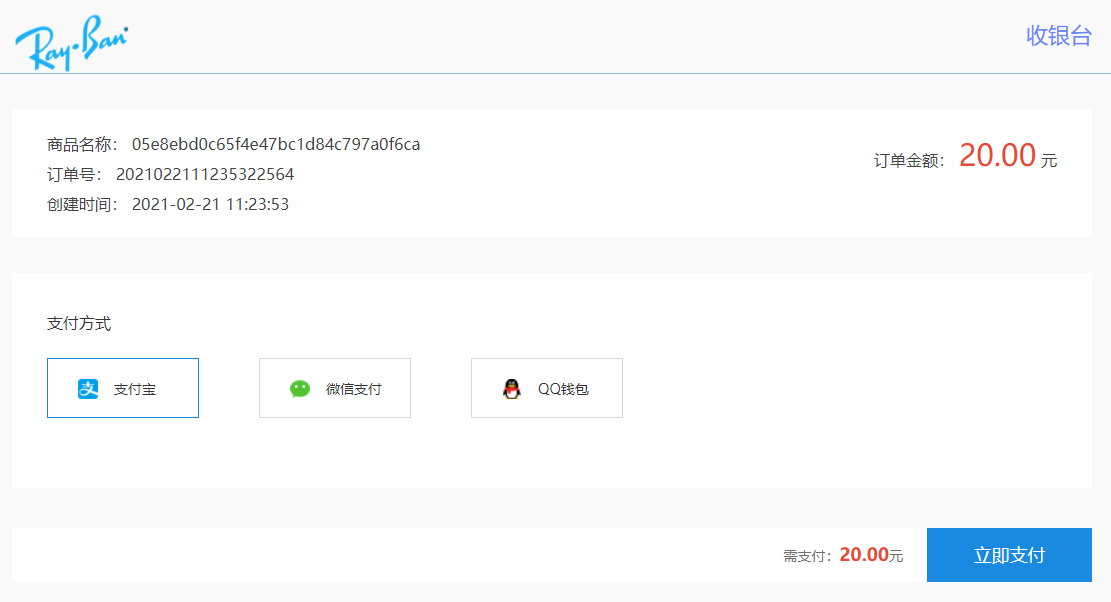 Ray-Ban
收银台
商品名称： 05e8ebd0c65f4e47bc1d84c797a0f6ca
订单号： 2021022111235322564
创建时间： 2021-02-21 11:23:53
订单金额： 20.00 元
支付方式
支 支付宝
微信支付
QQ钱包
需支付：20.00元
立即支付